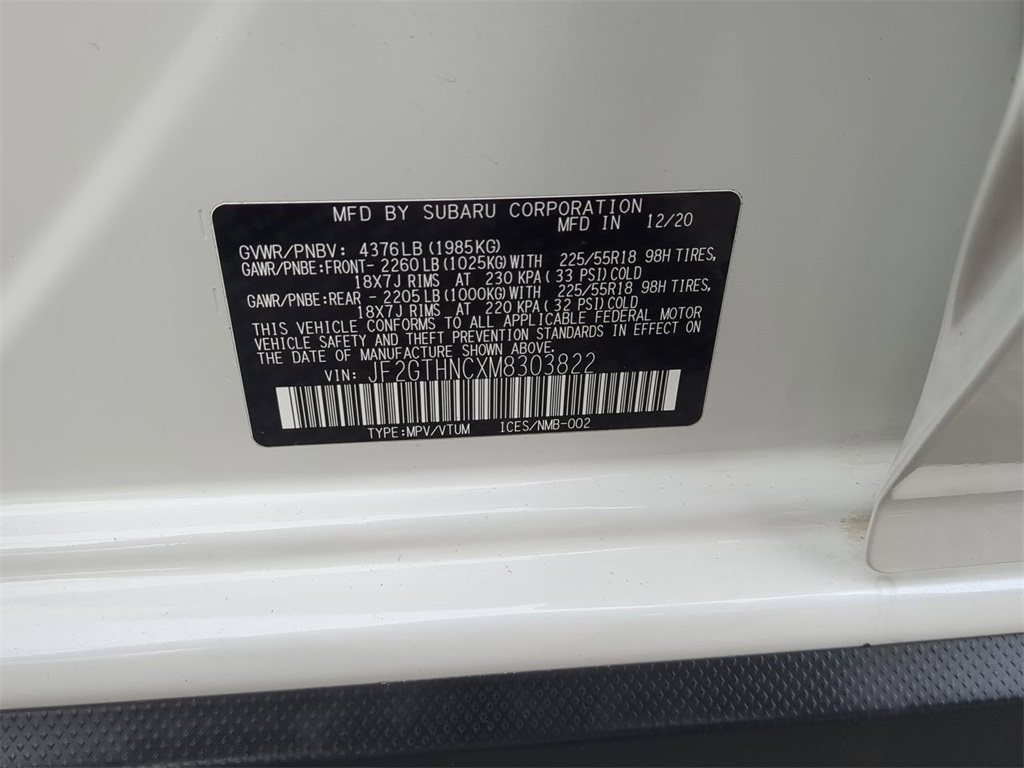 MFD BY SUBARU CORPORATION
MFD IN 12/20
GVWR/PNBV: 4376LB (1985KG)
GAWR/PNBE:FRONT- 2260LB (1025KG) WITH 225/55R18 98H TIRES,
18X7J RIMS AT 230 KPA ( 33 PSI) COLD
GAWR/PNBE:REAR - 2205LB (1000KG) WITH 225/55R18 98H TIRES,
18X7J RIMS AT 220 KPA ( 32 PSI) COLD
THIS VEHICLE CONFORMS TO ALL APPLICABLE FEDERAL MOTOR
VEHICLE SAFETY AND THEFT PREVENTION STANDARDS IN EFFECT ON
THE DATE OF MANUFACTURE SHOWN ABOVE.
VIN: JF2GTHNCXM8303822
TYPE:MPV/VTUM ICES/NMB-002